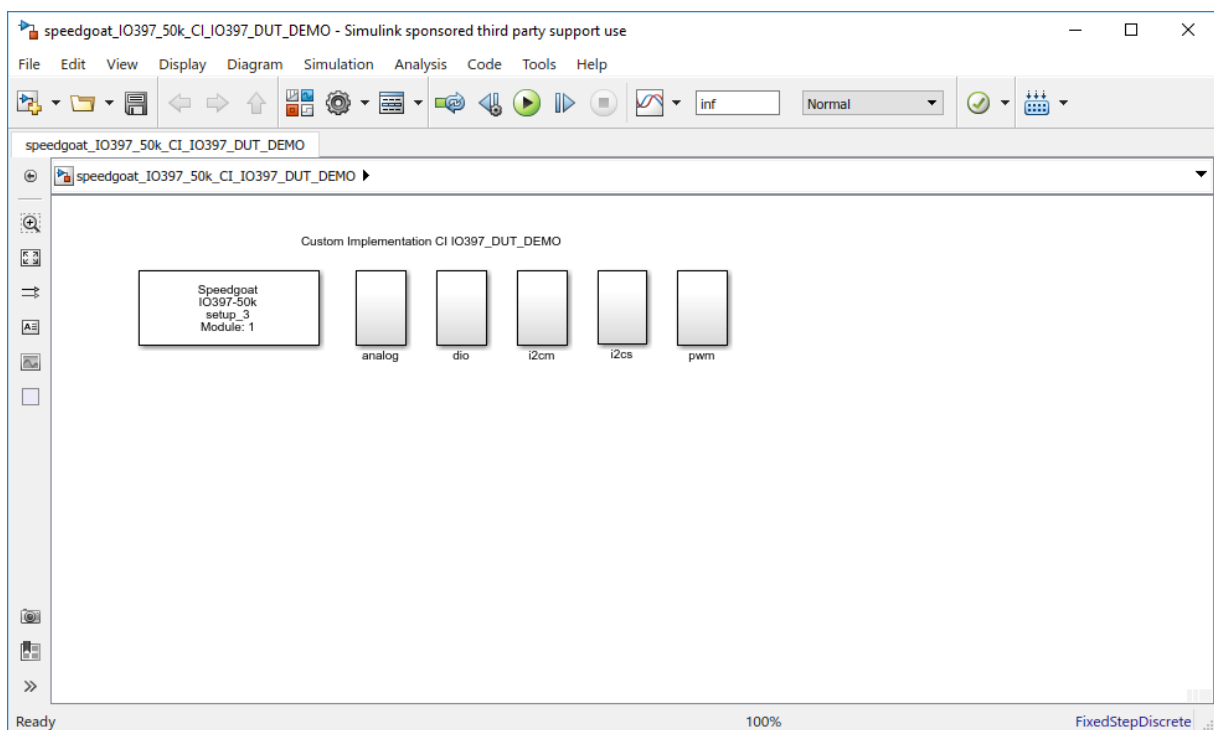 speedgoat_IO397_50k_CI_IO397_DUT_DEMO - Simulink sponsored third party support use
File Edit View Display Diagram Simulation Analysis Code Tools Help
inf Normal
speedgoat_IO397_50k_CI_IO397_DUT_DEMO
speedgoat_IO397_50k_CI_IO397_DUT_DEMO
Custom Implementation CI IO397_DUT_DEMO
Speedgoat
IO397-50k
setup_3
Module: 1
analog dio i2cm i2cs pwm
Ready 100% FixedStepDiscrete